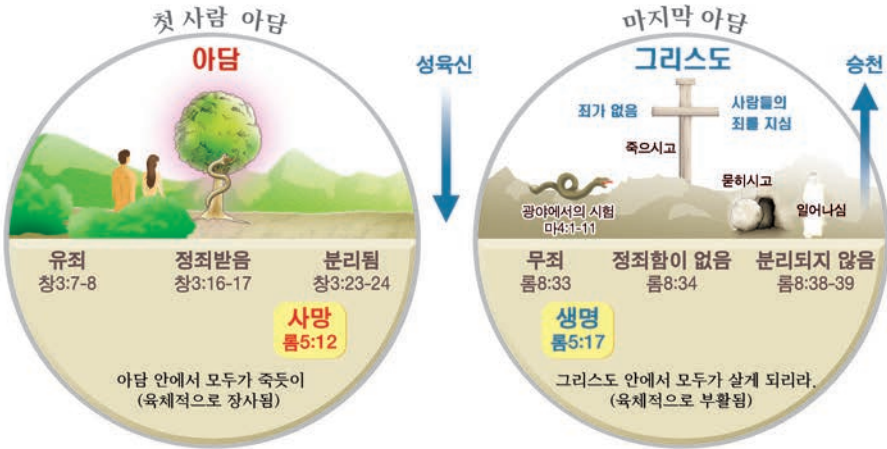 첫 사람 아담
아담
유죄
창3:7-8
정죄받음
창3:16-17
분리됨
창3:23-24
사망
롬5:12
아담 안에서 모두가 죽듯이
(육체적으로 장사됨)
성육신
마지막 아담
그리스도
죄가 없음
사람들의
죄를 지심
죽으시고
묻히시고
일어나심
광야에서의 시험
마4:1-11
무죄
롬8:33
정죄함이 없음
롬8:34
분리되지 않음
롬8:38-39
생명
롬5:17
그리스도 안에서 모두가 살게 되리라.
(육체적으로 부활됨)
승천